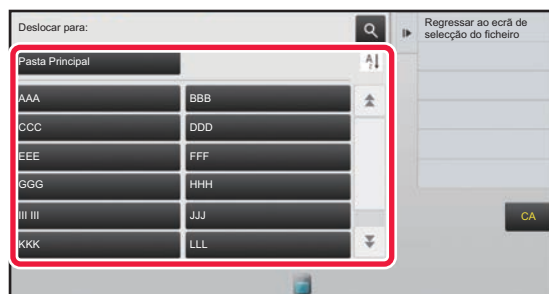 Deslocar para:
Regressar ao ecrã de
selecção do ficheiro
Pasta Principal
A
Z
AAA
BBB
CCC
DDD
EEE
FFF
GGG
HHH
III III
JJJ
CA
KKK
LLL